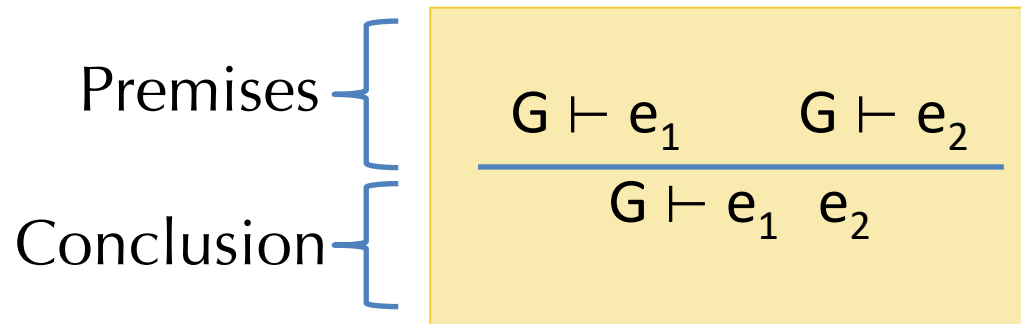 Premises
G ⊢ e₁ G ⊢ e₂
Conclusion
G ⊢ e₁ e₂